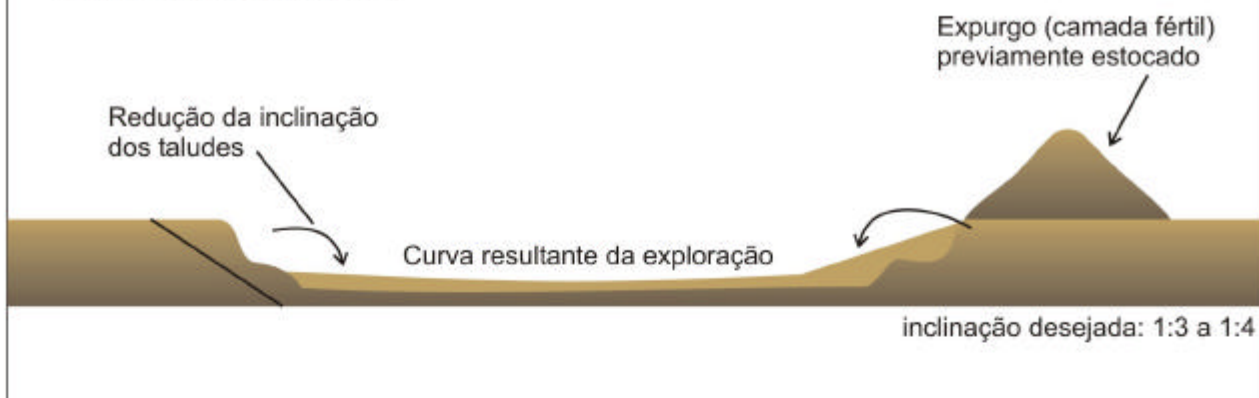 Expurgo (camada fértil)
previamente estocado
Redução da inclinação
dos taludes
Curva resultante da exploração
inclinação desejada: 1:3 a 1:4